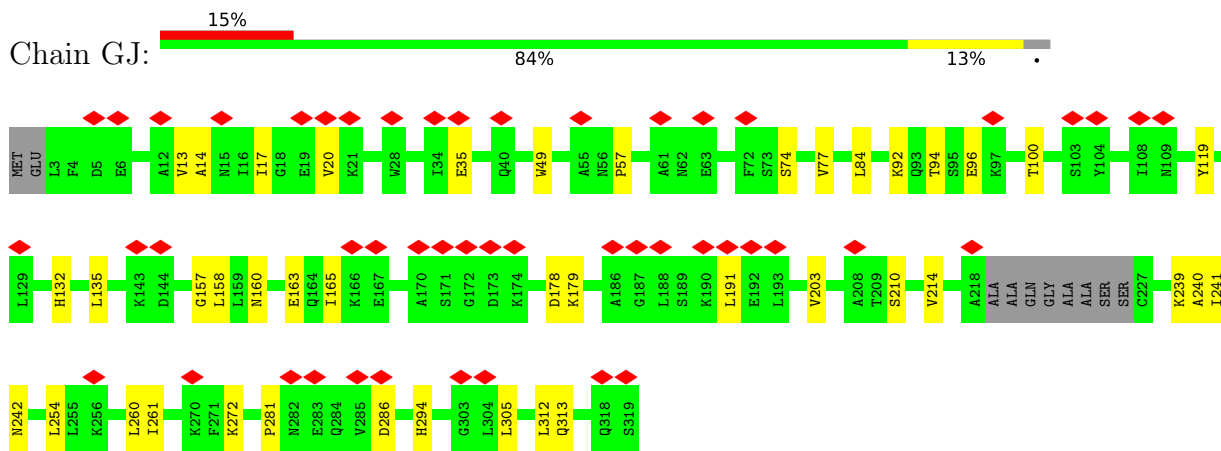 15%
Chain GJ:
84% 13% •
MET GLU L3 F4 D5 E6 A12 V13 A14 N15 I16 I17 G18 E19 V20 K21 W28 I34 E35 Q40 W49 A55 N56 P57 A61 N62 E63 F72 S73 S74 V77 L84 K92 Q93 T94 S95 E96 K97 T100 S103 Y104 I108 N109 Y119
L129 H132 L135 K143 D144 G157 L158 L159 N160 E163 Q164 I165 K166 E167 A170 S171 G172 D173 K174 D178 K179 A186 G187 L188 S189 K190 L191 E192 L193 V203 A208 T209 S210 V214 A218 ALA ALA GLN GLY ALA ALA SER SER C227 K239 A240 I241
N242 L254 L255 K256 L260 I261 K270 F271 K272 P281 N282 E283 Q284 V285 D286 H294 G303 L304 L305 L312 Q313 Q318 S319